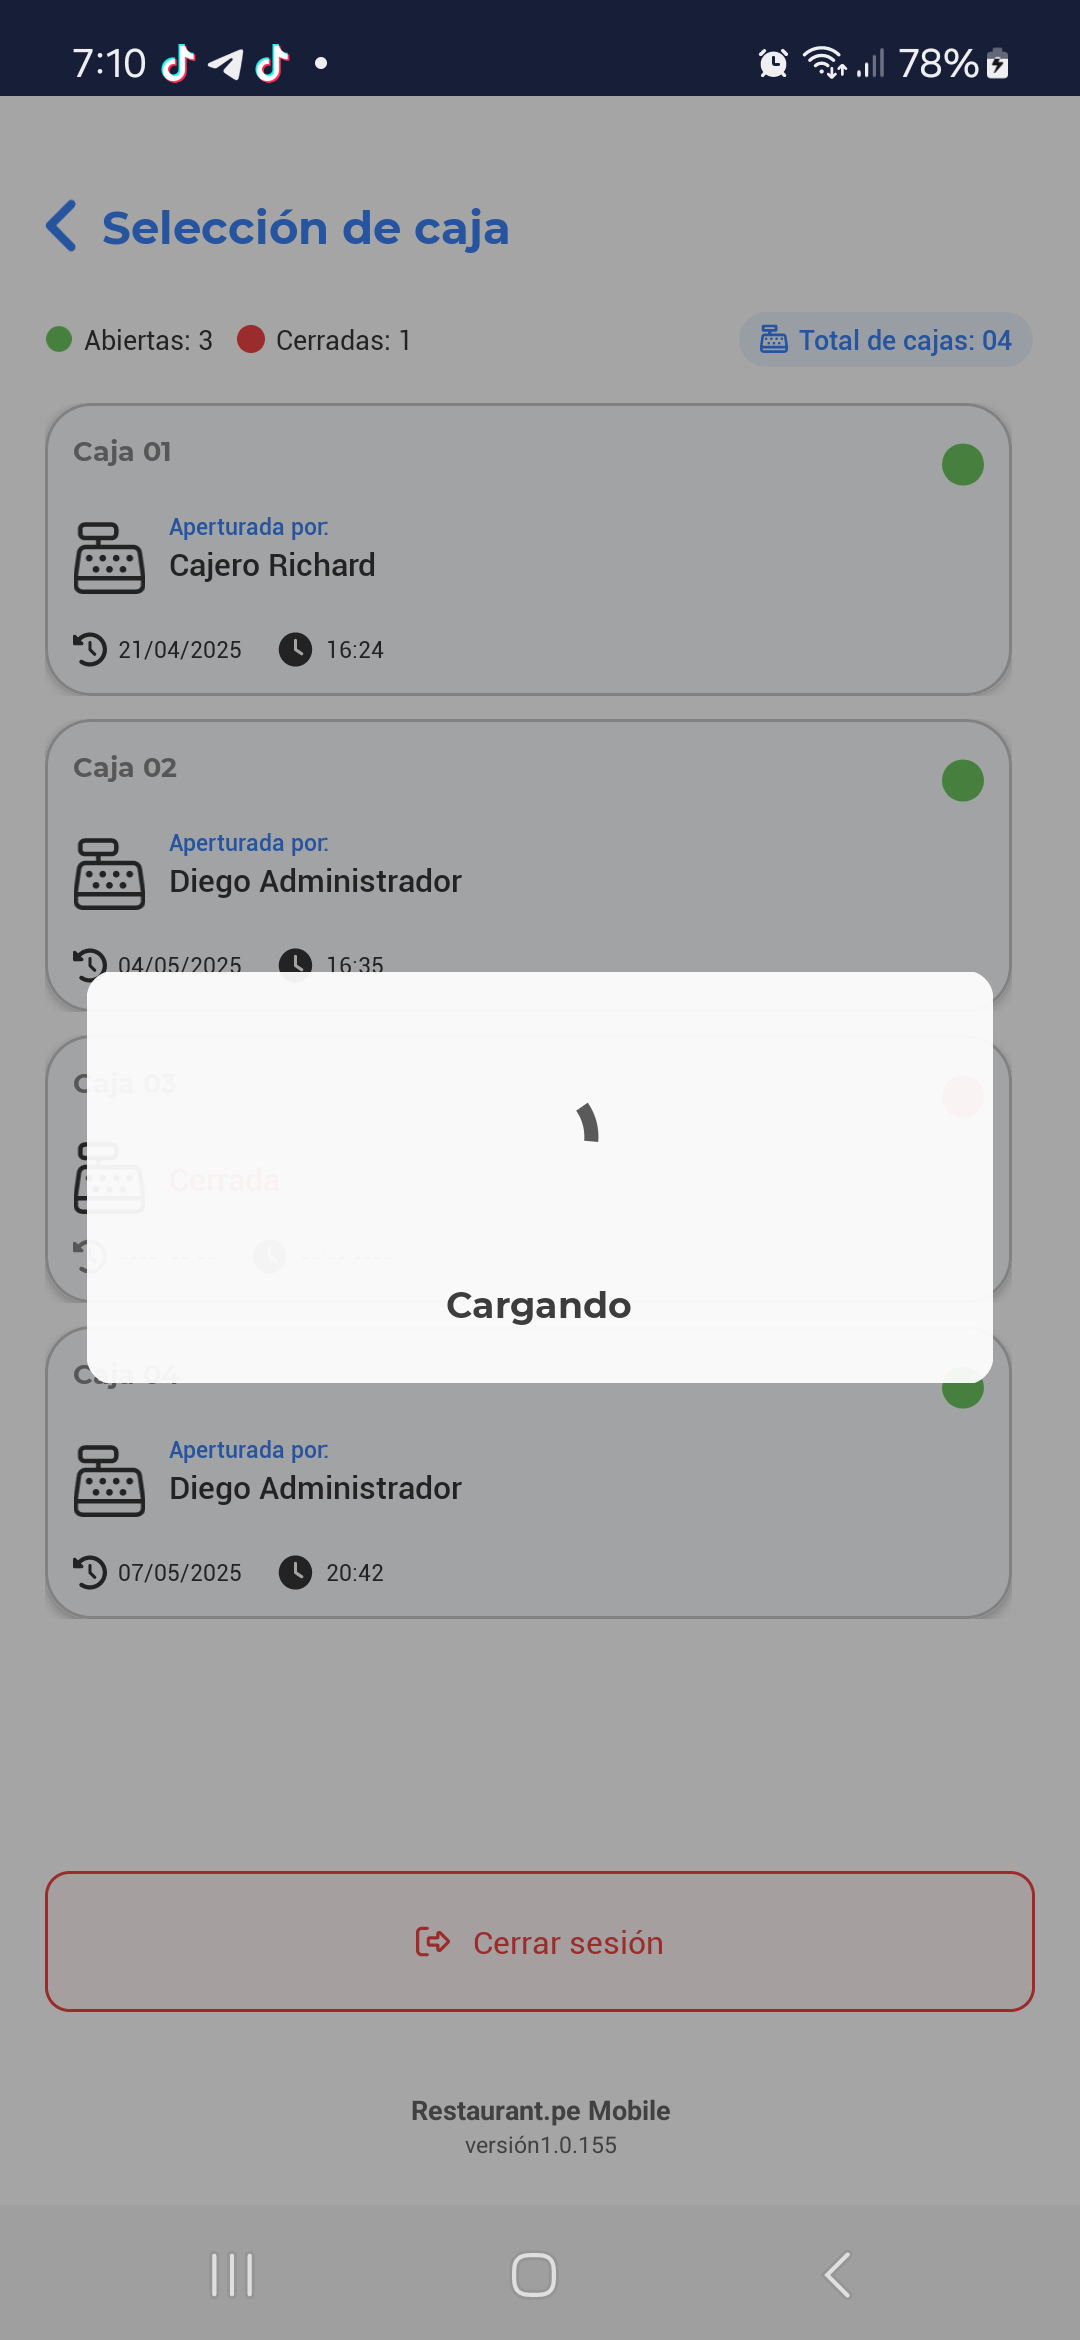 7:10
78%
Selección de caja
Abiertas: 3
Cerradas: 1
Total de cajas: 04
Caja 01
Aperturada por:
Cajero Richard
21/04/2025
16:24
Caja 02
Aperturada por:
Diego Administrador
04/05/2025
16:35
Caja 03
Cerrada
Cargando
Caja 04
Aperturada por:
Diego Administrador
07/05/2025
20:42
Cerrar sesión
Restaurant.pe Mobile
versión1.0.155